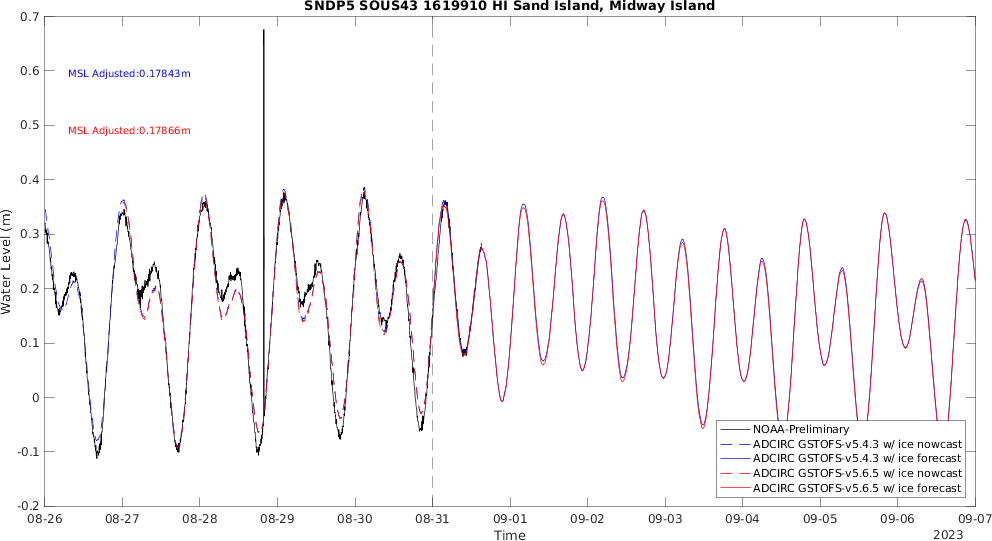 SNDP5 SOUS43 1619910 HI Sand Island, Midway Island
0.7
0.6
0.5
0.4
0.3
0.2
0.1
0
-0.1
-0.2
Water Level (m)
MSL Adjusted:0.17843m
MSL Adjusted:0.17866m
NOAA-Preliminary
ADCIRC GSTOFS-v5.4.3 w/ ice nowcast
ADCIRC GSTOFS-v5.4.3 w/ ice forecast
ADCIRC GSTOFS-v5.6.5 w/ ice nowcast
ADCIRC GSTOFS-v5.6.5 w/ ice forecast
08-26 08-27 08-28 08-29 08-30 08-31 09-01 09-02 09-03 09-04 09-05 09-06 09-07
Time
2023